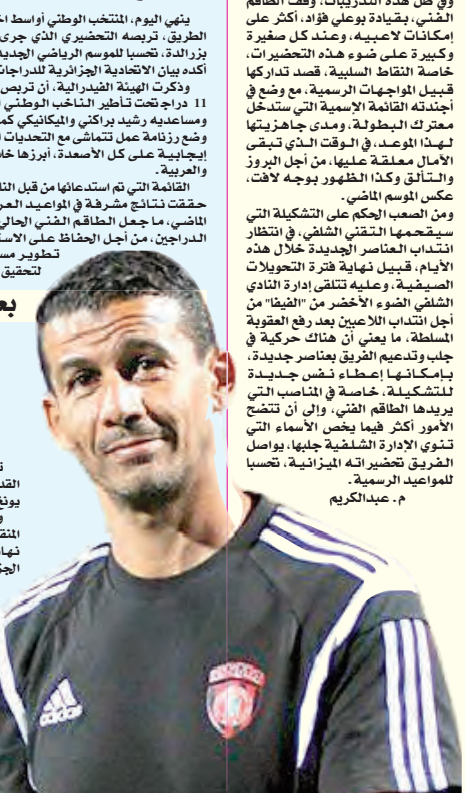 وفي ظل هذه التدريبات، وقف الطاقم
الفني، بقيادة بوعلي فؤاد، أكثر على
إمكانات لاعبيه، وعند كل صغيرة
وكبيرة على ضوء هذه التحضيرات،
خاصة النقاط السلبية، قصد تداركها
قبيل المواجهات الرسمية، مع وضع في
أجندته القائمة الإسمية التي ستدخل
معترك البطولة، ومدى جاهزيتها
لهذا الموعد، في الوقت الذي تبقى
الآمال معلقة عليها، من أجل البروز
والتألق وكذا الظهور بوجه لافت،
عكس الموسم الماضي.
ومن الصعب الحكم على التشكيلة التي
سيقحمها التقني الشلفي، في انتظار
انتداب العناصر الجديدة خلال هذه
الأيام، قبيل نهاية فترة التحويلات
الصيفية، وعليه تتلقى إدارة النادي
الشلفي الضوء الأخضر من "الفيفا" من
أجل انتداب اللاعبين بعد رفع العقوبة
المسلطة، ما يعني أن هناك حركية في
جلب وتدعيم الفريق بعناصر جديدة،
بإمكانها إعطاء نفس جديدة
للتشكيلة، خاصة في المناصب التي
يريدها الطاقم الفني، وإلى أن تتضح
الأمور أكثر فيما يخص الأسماء التي
تنوي الإدارة الشلفية جلبها، يواصل
الفريق تحضيراته الميزانية، تحسبا
للمواعيد الرسمية.
م. عبدالكريم
ينهي اليوم، المنتخب الوطني أواسط
الطريق، تربصه التحضيري الذي جرى
بزرالدة، تحسبا للموسم الرياضي الجديد
أكده بيان الاتحادية الجزائرية للدراجات
وذكرت الهيئة الفيدرالية، أن تربص
11 دراج تحت تأطير الناخب الوطني
ومساعديه رشيد براني والميكانيكي
وضع رزنامة عمل تتماشى مع التحديات
إيجابية على كل الأصعدة، أبرزها
والعربية.
القائمة التي تم استدعائها من قبل
حققت نتائج مشرفة في المواعيد
الماضي، ما جعل الطاقم الفني الحالي
الدراجين، من أجل الحفاظ على
تطوير
لتحقيق
adidas